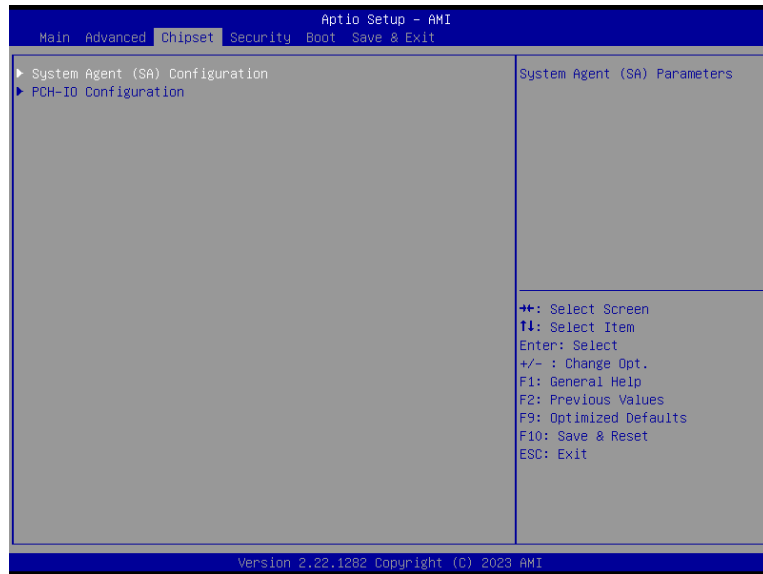 Aptio Setup – AMI
Main Advanced Chipset Security Boot Save & Exit
▶ System Agent (SA) Configuration
▶ PCH-IO Configuration
System Agent (SA) Parameters
→←: Select Screen
↑↓: Select Item
Enter: Select
+/- : Change Opt.
F1: General Help
F2: Previous Values
F9: Optimized Defaults
F10: Save & Reset
ESC: Exit
Version 2.22.1282 Copyright (C) 2023 AMI